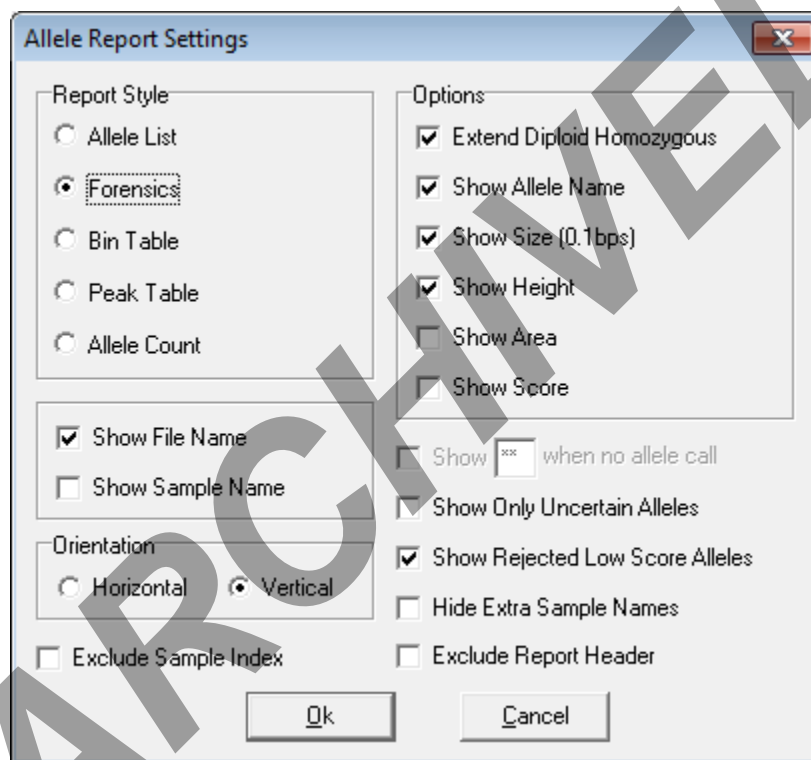 Allele Report Settings
Report Style
Allele List
Forensics
Bin Table
Peak Table
Allele Count
Show File Name
Show Sample Name
Orientation
Horizontal
Vertical
Exclude Sample Index
Options
Extend Diploid Homozygous
Show Allele Name
Show Size (0.1bps)
Show Height
Show Area
Show Score
Show ** when no allele call
Show Only Uncertain Alleles
Show Rejected Low Score Alleles
Hide Extra Sample Names
Exclude Report Header
Ok
Cancel
ARCHIVED